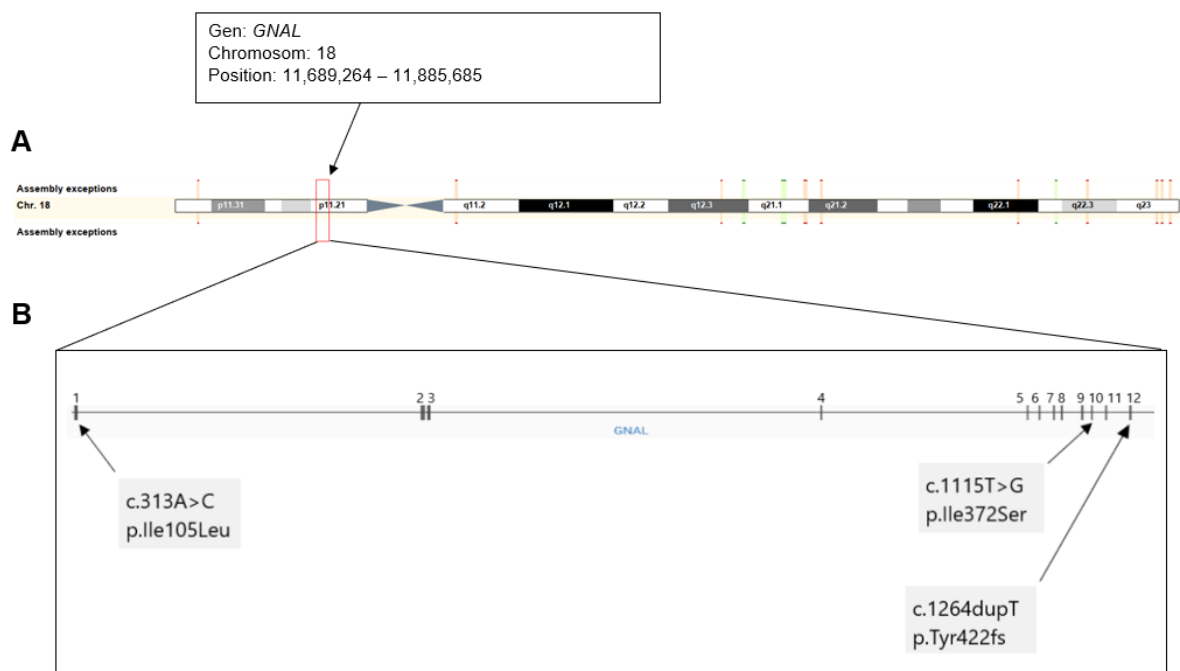 Gen: GNAL
Chromosom: 18
Position: 11,689,264 – 11,885,685
A
Assembly exceptions
Chr. 18 p11.31 p11.21 q11.2 q12.1 q12.2 q12.3 q21.1 q21.2 q22.1 q22.3 q23
Assembly exceptions
B
1 2 3 4 5 6 7 8 9 10 11 12
GNAL
c.313A>C
p.Ile105Leu
c.1115T>G
p.Ile372Ser
c.1264dupT
p.Tyr422fs